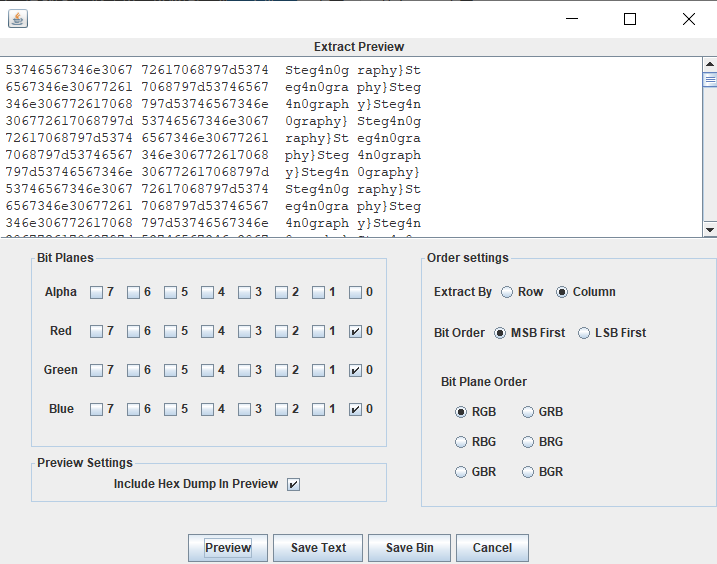 Extract Preview
53746567346e3067 72617068797d5374 Steg4n0g raphy}St
6567346e30677261 7068797d53746567 eg4n0gra phy}Steg
346e306772617068 797d53746567346e 4n0graph y}Steg4n
306772617068797d 53746567346e3067 0graphy} Steg4n0g
72617068797d5374 6567346e30677261 raphy}St eg4n0gra
7068797d53746567 346e306772617068 phy}Steg 4n0graph
797d53746567346e 306772617068797d y}Steg4n 0graphy}
53746567346e3067 72617068797d5374 Steg4n0g raphy}St
6567346e30677261 7068797d53746567 eg4n0gra phy}Steg
346e306772617068 797d53746567346e 4n0graph y}Steg4n
Bit Planes
Alpha 7 6 5 4 3 2 1 0
Red 7 6 5 4 3 2 1 0
Green 7 6 5 4 3 2 1 0
Blue 7 6 5 4 3 2 1 0
Preview Settings
Include Hex Dump In Preview
Order settings
Extract By Row Column
Bit Order MSB First LSB First
Bit Plane Order
RGB GRB
RBG BRG
GBR BGR
Preview Save Text Save Bin Cancel